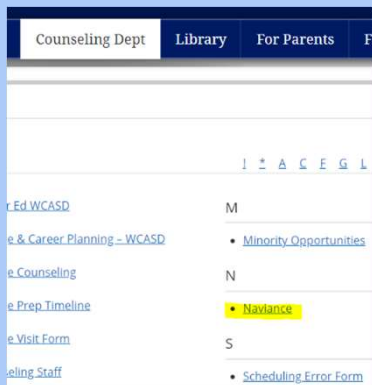 Counseling Dept Library For Parents F
! * A C F G L
r Ed WCASD
e & Career Planning – WCASD
e Counseling
e Prep Timeline
e Visit Form
eling Staff
M
• Minority Opportunities
N
• Naviance
S
• Scheduling Error Form